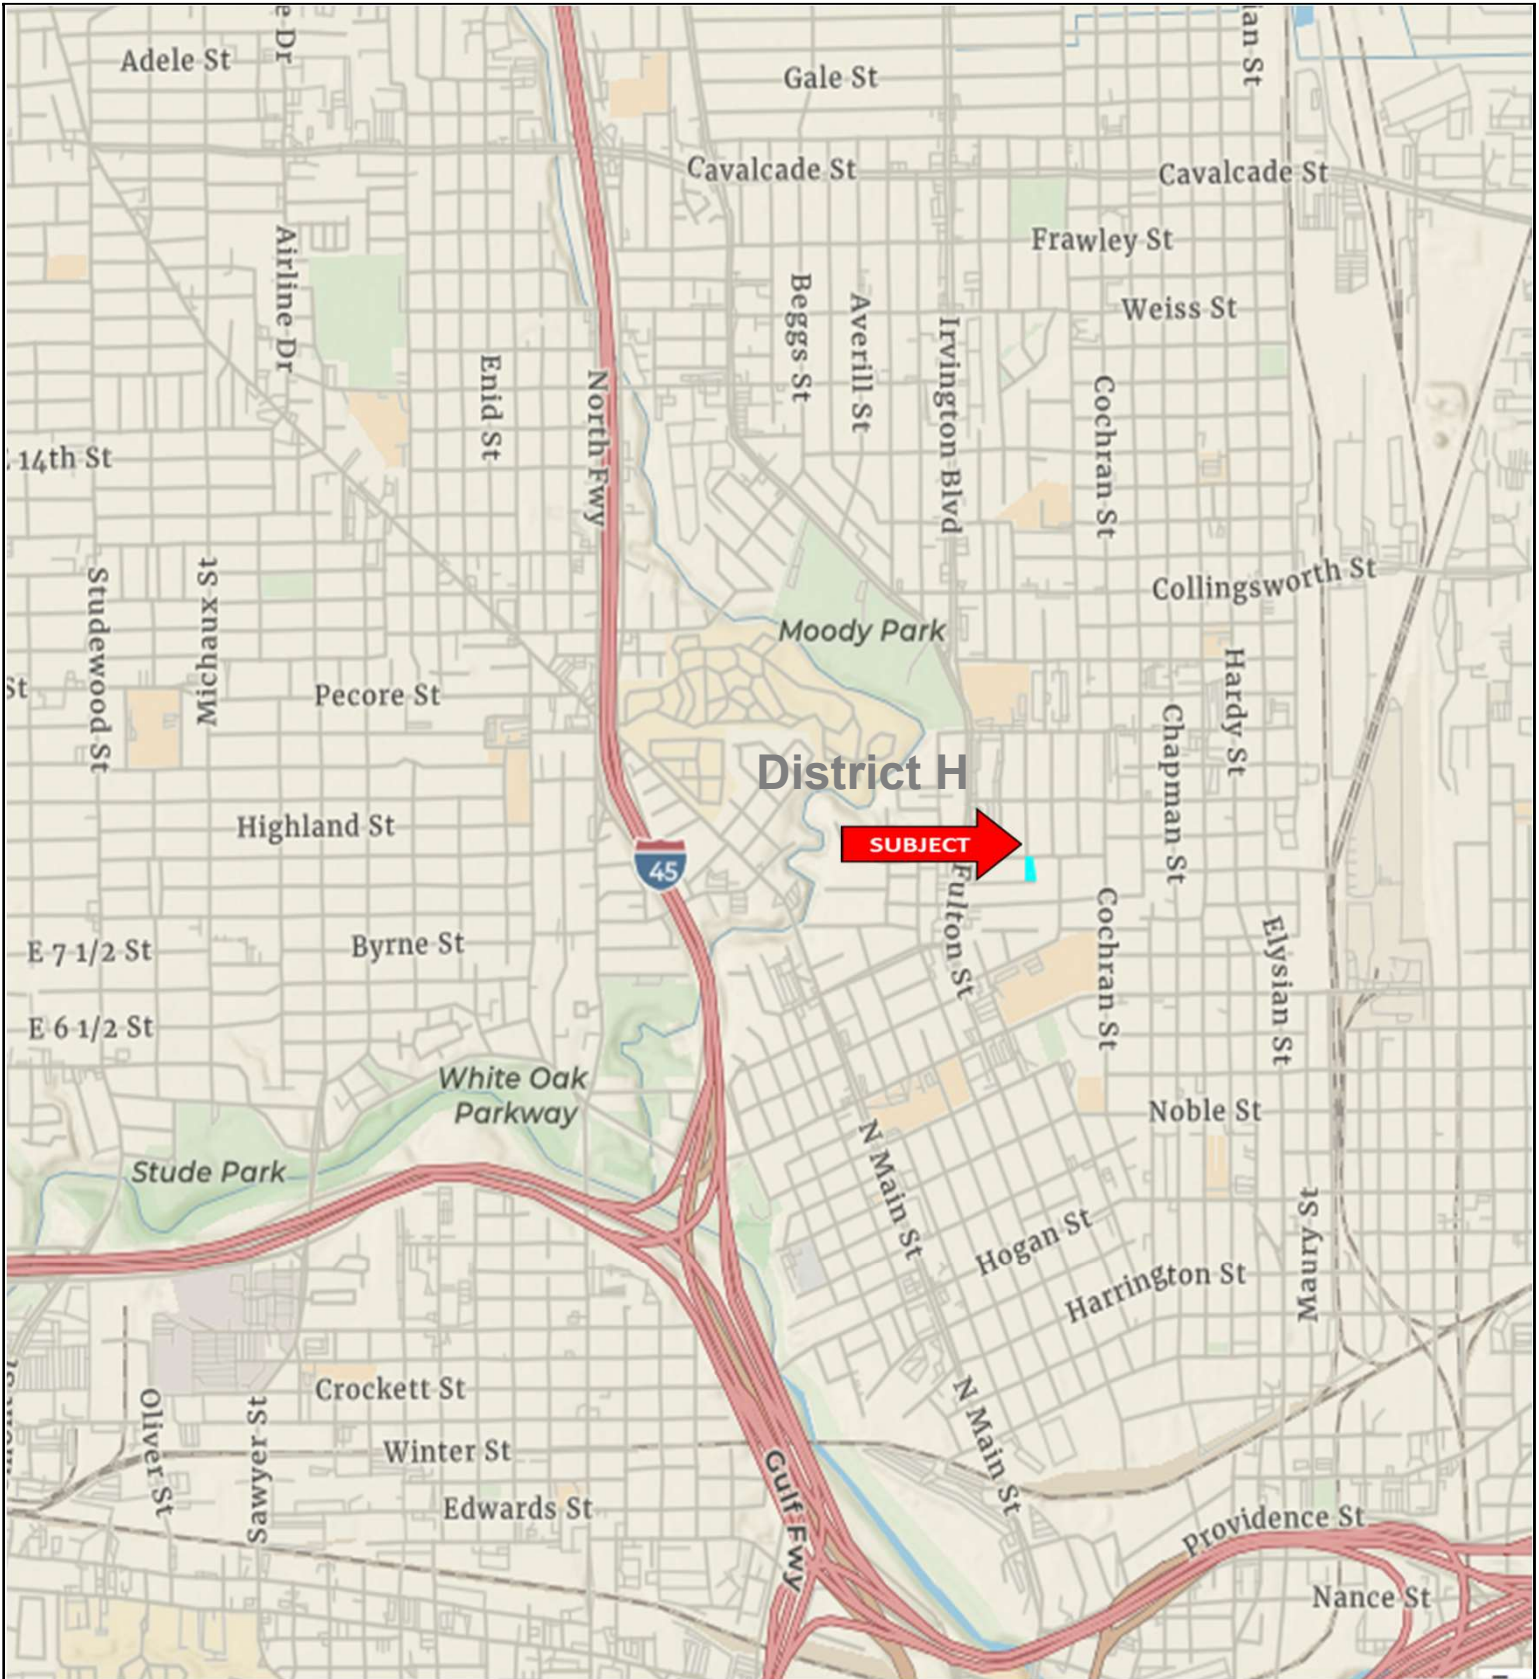 e Dr
ian St
Adele St
Gale St
Cavalcade St
Cavalcade St
Frawley St
Airline Dr
Beggs St
Averill St
Weiss St
Irvington Blvd
Enid St
North Fwy
Cochran St
14th St
Studewood St
Michaux St
Collingsworth St
Moody Park
Hardy St
St
Pecore St
Chapman St
District H
Highland St
SUBJECT
45
Fulton St
Cochran St
E 7 1/2 St
Byrne St
Elysian St
E 6 1/2 St
White Oak
Parkway
Noble St
N Main St
Stude Park
Maury St
Hogan St
Harrington St
Crockett St
Oliver St
Sawyer St
N Main St
Winter St
Gulf Fwy
Edwards St
Providence St
Nance St